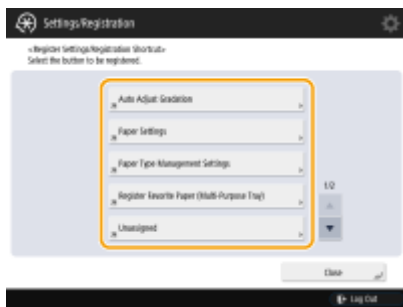 Settings/Registration
<Register Settings/Registration Shortcut>
Select the button to be registered.
Auto Adjust Gradation
Paper Settings
Paper Type Management Settings
Register Favorite Paper (Multi-Purpose Tray)
Unassigned
1/2
Close
Log Out